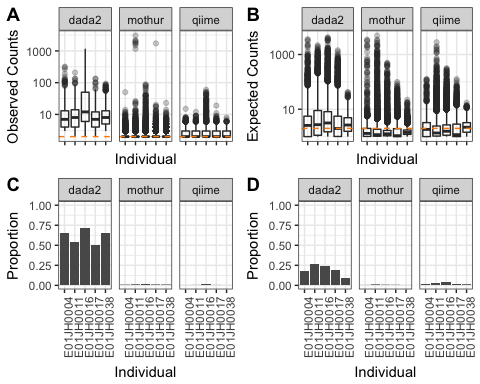 A
dada2
mothur
qiime
Observed Counts
1000
100
10
Individual
B
dada2
mothur
qiime
Expected Counts
1000
10
Individual
C
dada2
mothur
qiime
Proportion
1.00
0.75
0.50
0.25
0.00
E01JH0004
E01JH0011
E01JH0016
E01JH0017
E01JH0038
E01JH0004
E01JH0011
E01JH0016
E01JH0017
E01JH0038
E01JH0004
E01JH0011
E01JH0016
E01JH0017
E01JH0038
Individual
D
dada2
mothur
qiime
Proportion
1.00
0.75
0.50
0.25
0.00
E01JH0004
E01JH0011
E01JH0016
E01JH0017
E01JH0038
E01JH0004
E01JH0011
E01JH0016
E01JH0017
E01JH0038
E01JH0004
E01JH0011
E01JH0016
E01JH0017
E01JH0038
Individual